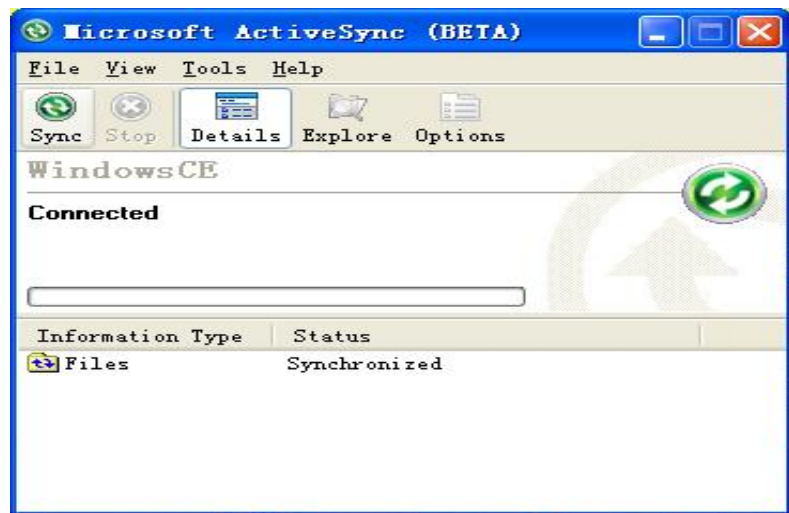 Microsoft ActiveSync (BETA)
File View Tools Help
Sync Stop Details Explore Options
WindowsCE
Connected
Information Type Status
Files Synchronized